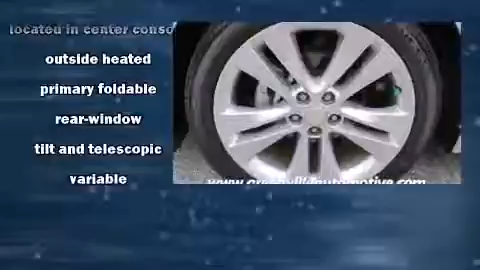 located in center conso
outside heated
primary foldable
rear-window
tilt and telescopic
variable